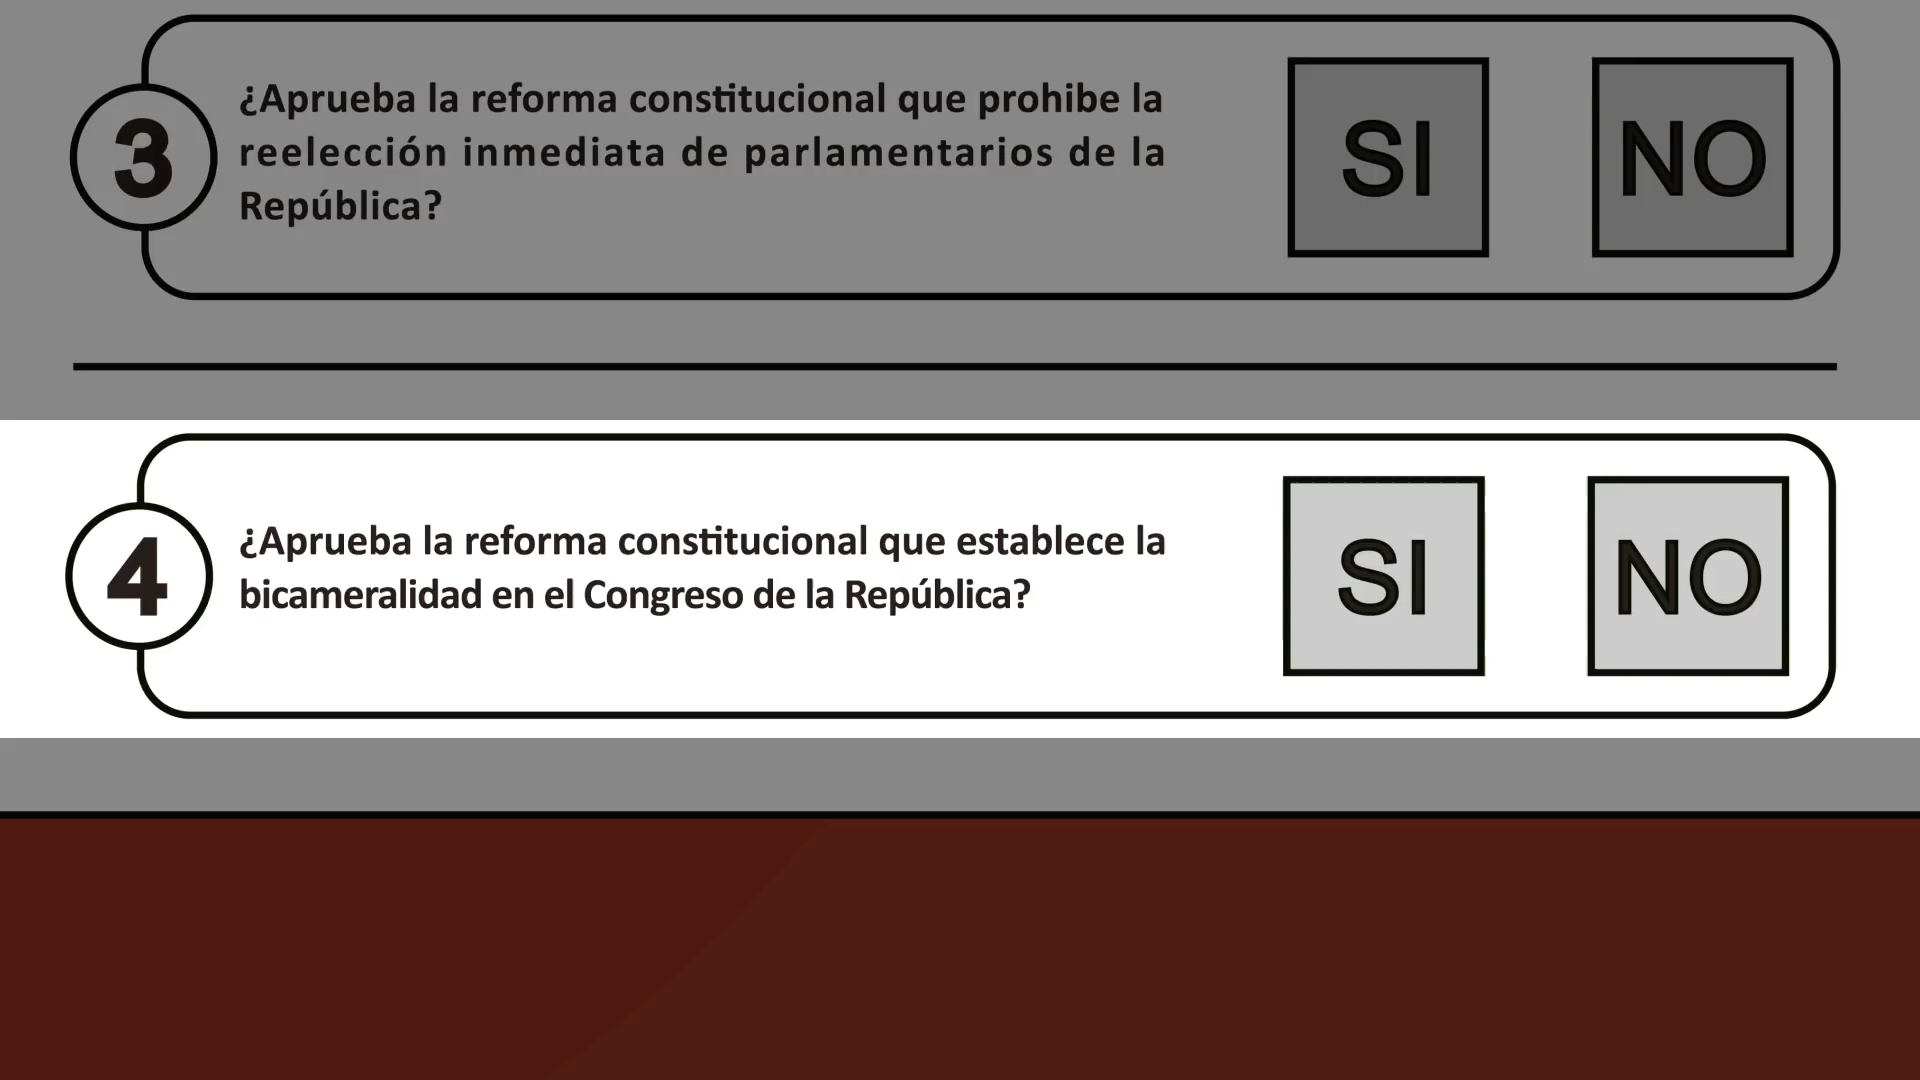 3
¿Aprueba la reforma constitucional que prohibe la
reelección inmediata de parlamentarios de la
República?
SI
NO
4
¿Aprueba la reforma constitucional que establece la
bicameralidad en el Congreso de la República?
SI
NO